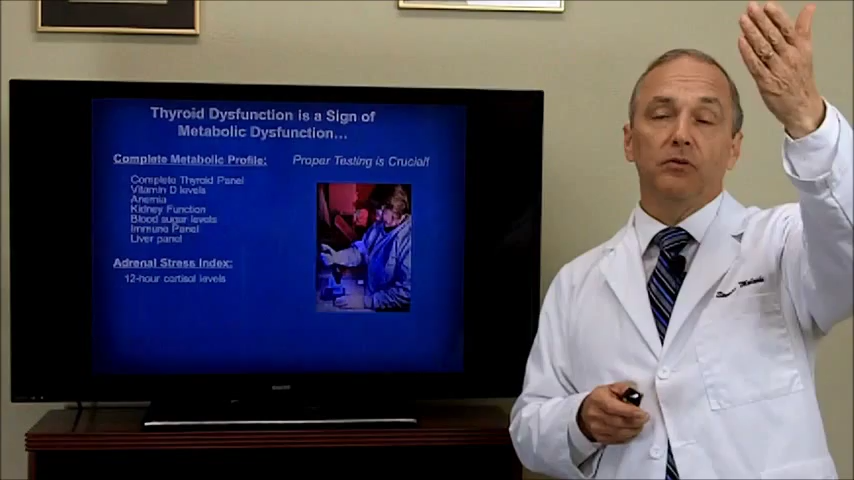 Thyroid Dysfunction is a Sign of
Metabolic Dysfunction…
Complete Metabolic Profile:
Proper Testing is Crucial!
Complete Thyroid Panel
Vitamin D levels
Anemia
Kidney Function
Blood sugar levels
Immune Panel
Liver panel
Adrenal Stress Index:
12-hour cortisol levels